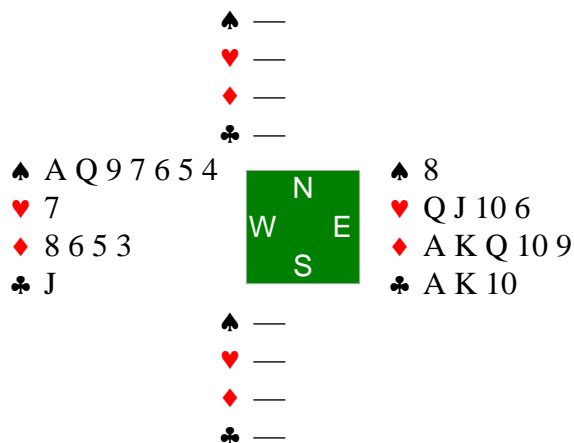 ♠ —
♥ —
♦ —
♣ —
♠ A Q 9 7 6 5 4
♥ 7
♦ 8 6 5 3
♣ J
N
W E
S
♠ 8
♥ Q J 10 6
♦ A K Q 10 9
♣ A K 10
♠ —
♥ —
♦ —
♣ —